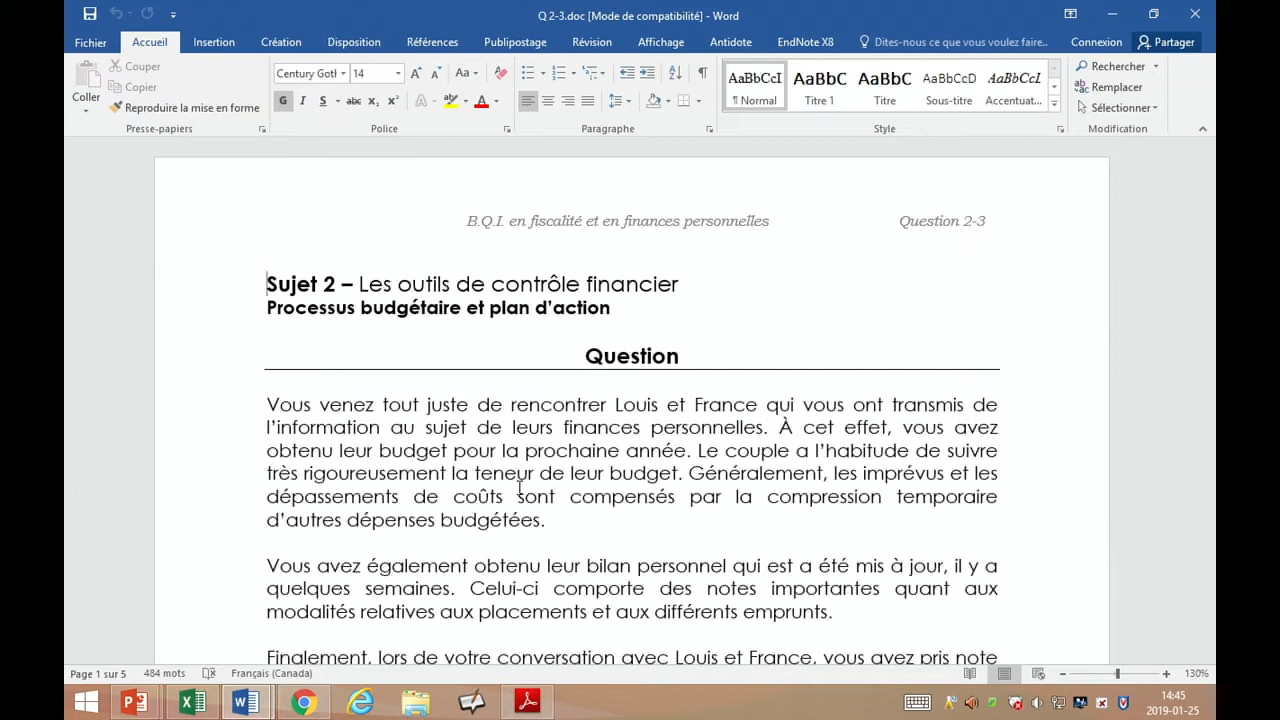 Q 2-3.doc [Mode de compatibilité] - Word
Fichier Accueil Insertion Création Disposition Références Publipostage Révision Affichage Antidote EndNote X8 Dites-nous ce que vous voulez faire.. Connexion Partager
Coller
Couper
Copier
Reproduire la mise en forme
Presse-papiers
Century Gotl 14
G I S abc x₂ x²
Aa
A
Police
Paragraphe
AaBbCcI AaBbC AaBbC AaBbCcD AaBbCcI
¶ Normal Titre 1 Titre Sous-titre Accentuat...
Style
Rechercher
Remplacer
Sélectionner
Modification
B.Q.I. en fiscalité et en finances personnelles Question 2-3
Sujet 2 – Les outils de contrôle financier
Processus budgétaire et plan d'action
Question
Vous venez tout juste de rencontrer Louis et France qui vous ont transmis de
l'information au sujet de leurs finances personnelles. À cet effet, vous avez
obtenu leur budget pour la prochaine année. Le couple a l'habitude de suivre
très rigoureusement la teneur de leur budget. Généralement, les imprévus et les
dépassements de coûts sont compensés par la compression temporaire
d'autres dépenses budgétées.
Vous avez également obtenu leur bilan personnel qui est a été mis à jour, il y a
quelques semaines. Celui-ci comporte des notes importantes quant aux
modalités relatives aux placements et aux différents emprunts.
Finalement, lors de votre conversation avec Louis et France, vous avez pris note
Page 1 sur 5 484 mots Français (Canada) 130%
14:45
2019-01-25